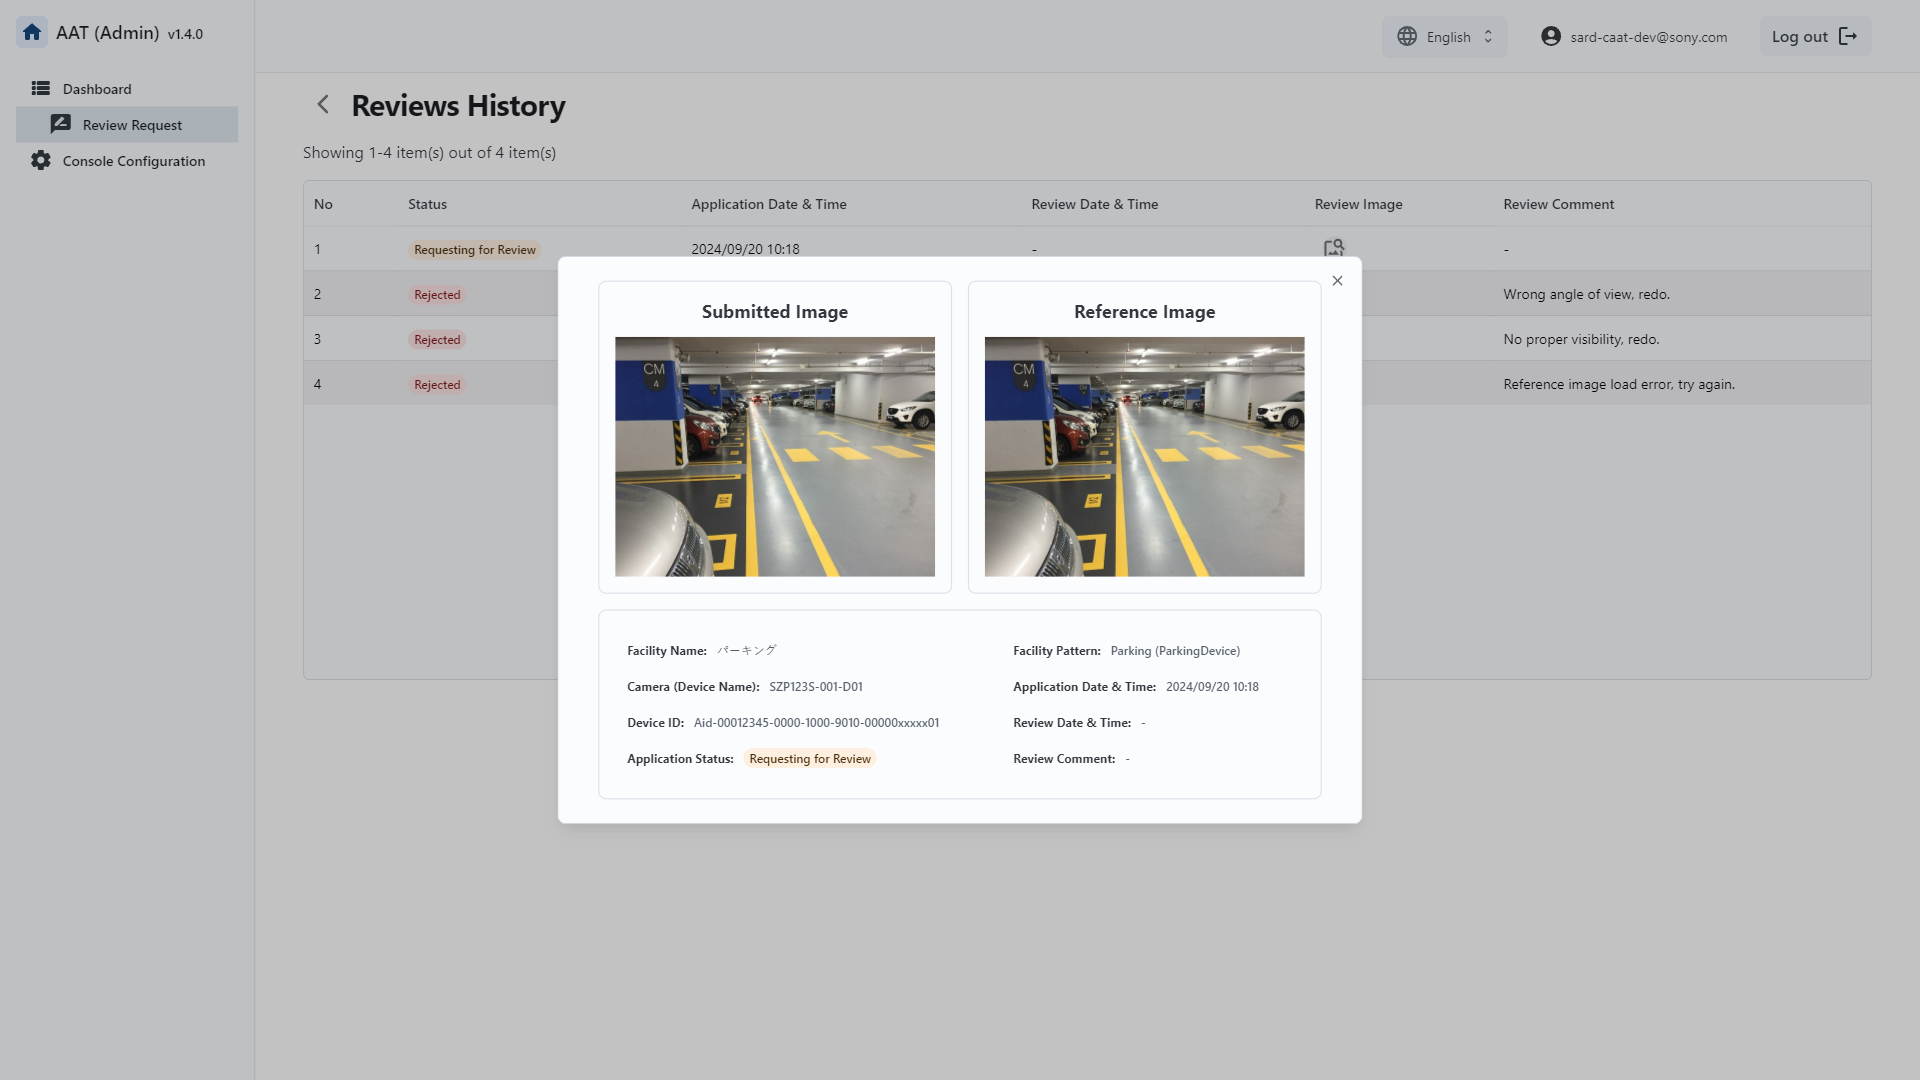 AAT (Admin) v1.4.0
English
sard-caat-dev@sony.com
Log out
Dashboard
Review Request
Console Configuration
Reviews History
Showing 1-4 item(s) out of 4 item(s)
No Status Application Date & Time Review Date & Time Review Image Review Comment
1 Requesting for Review 2024/09/20 10:18 - -
2 Rejected Wrong angle of view, redo.
3 Rejected No proper visibility, redo.
4 Rejected Reference image load error, try again.
Submitted Image
CM
4
Reference Image
CM
4
Facility Name: パーキング
Facility Pattern: Parking (ParkingDevice)
Camera (Device Name): SZP123S-001-D01
Application Date & Time: 2024/09/20 10:18
Device ID: Aid-00012345-0000-1000-9010-00000xxxxx01
Review Date & Time: -
Application Status: Requesting for Review
Review Comment: -